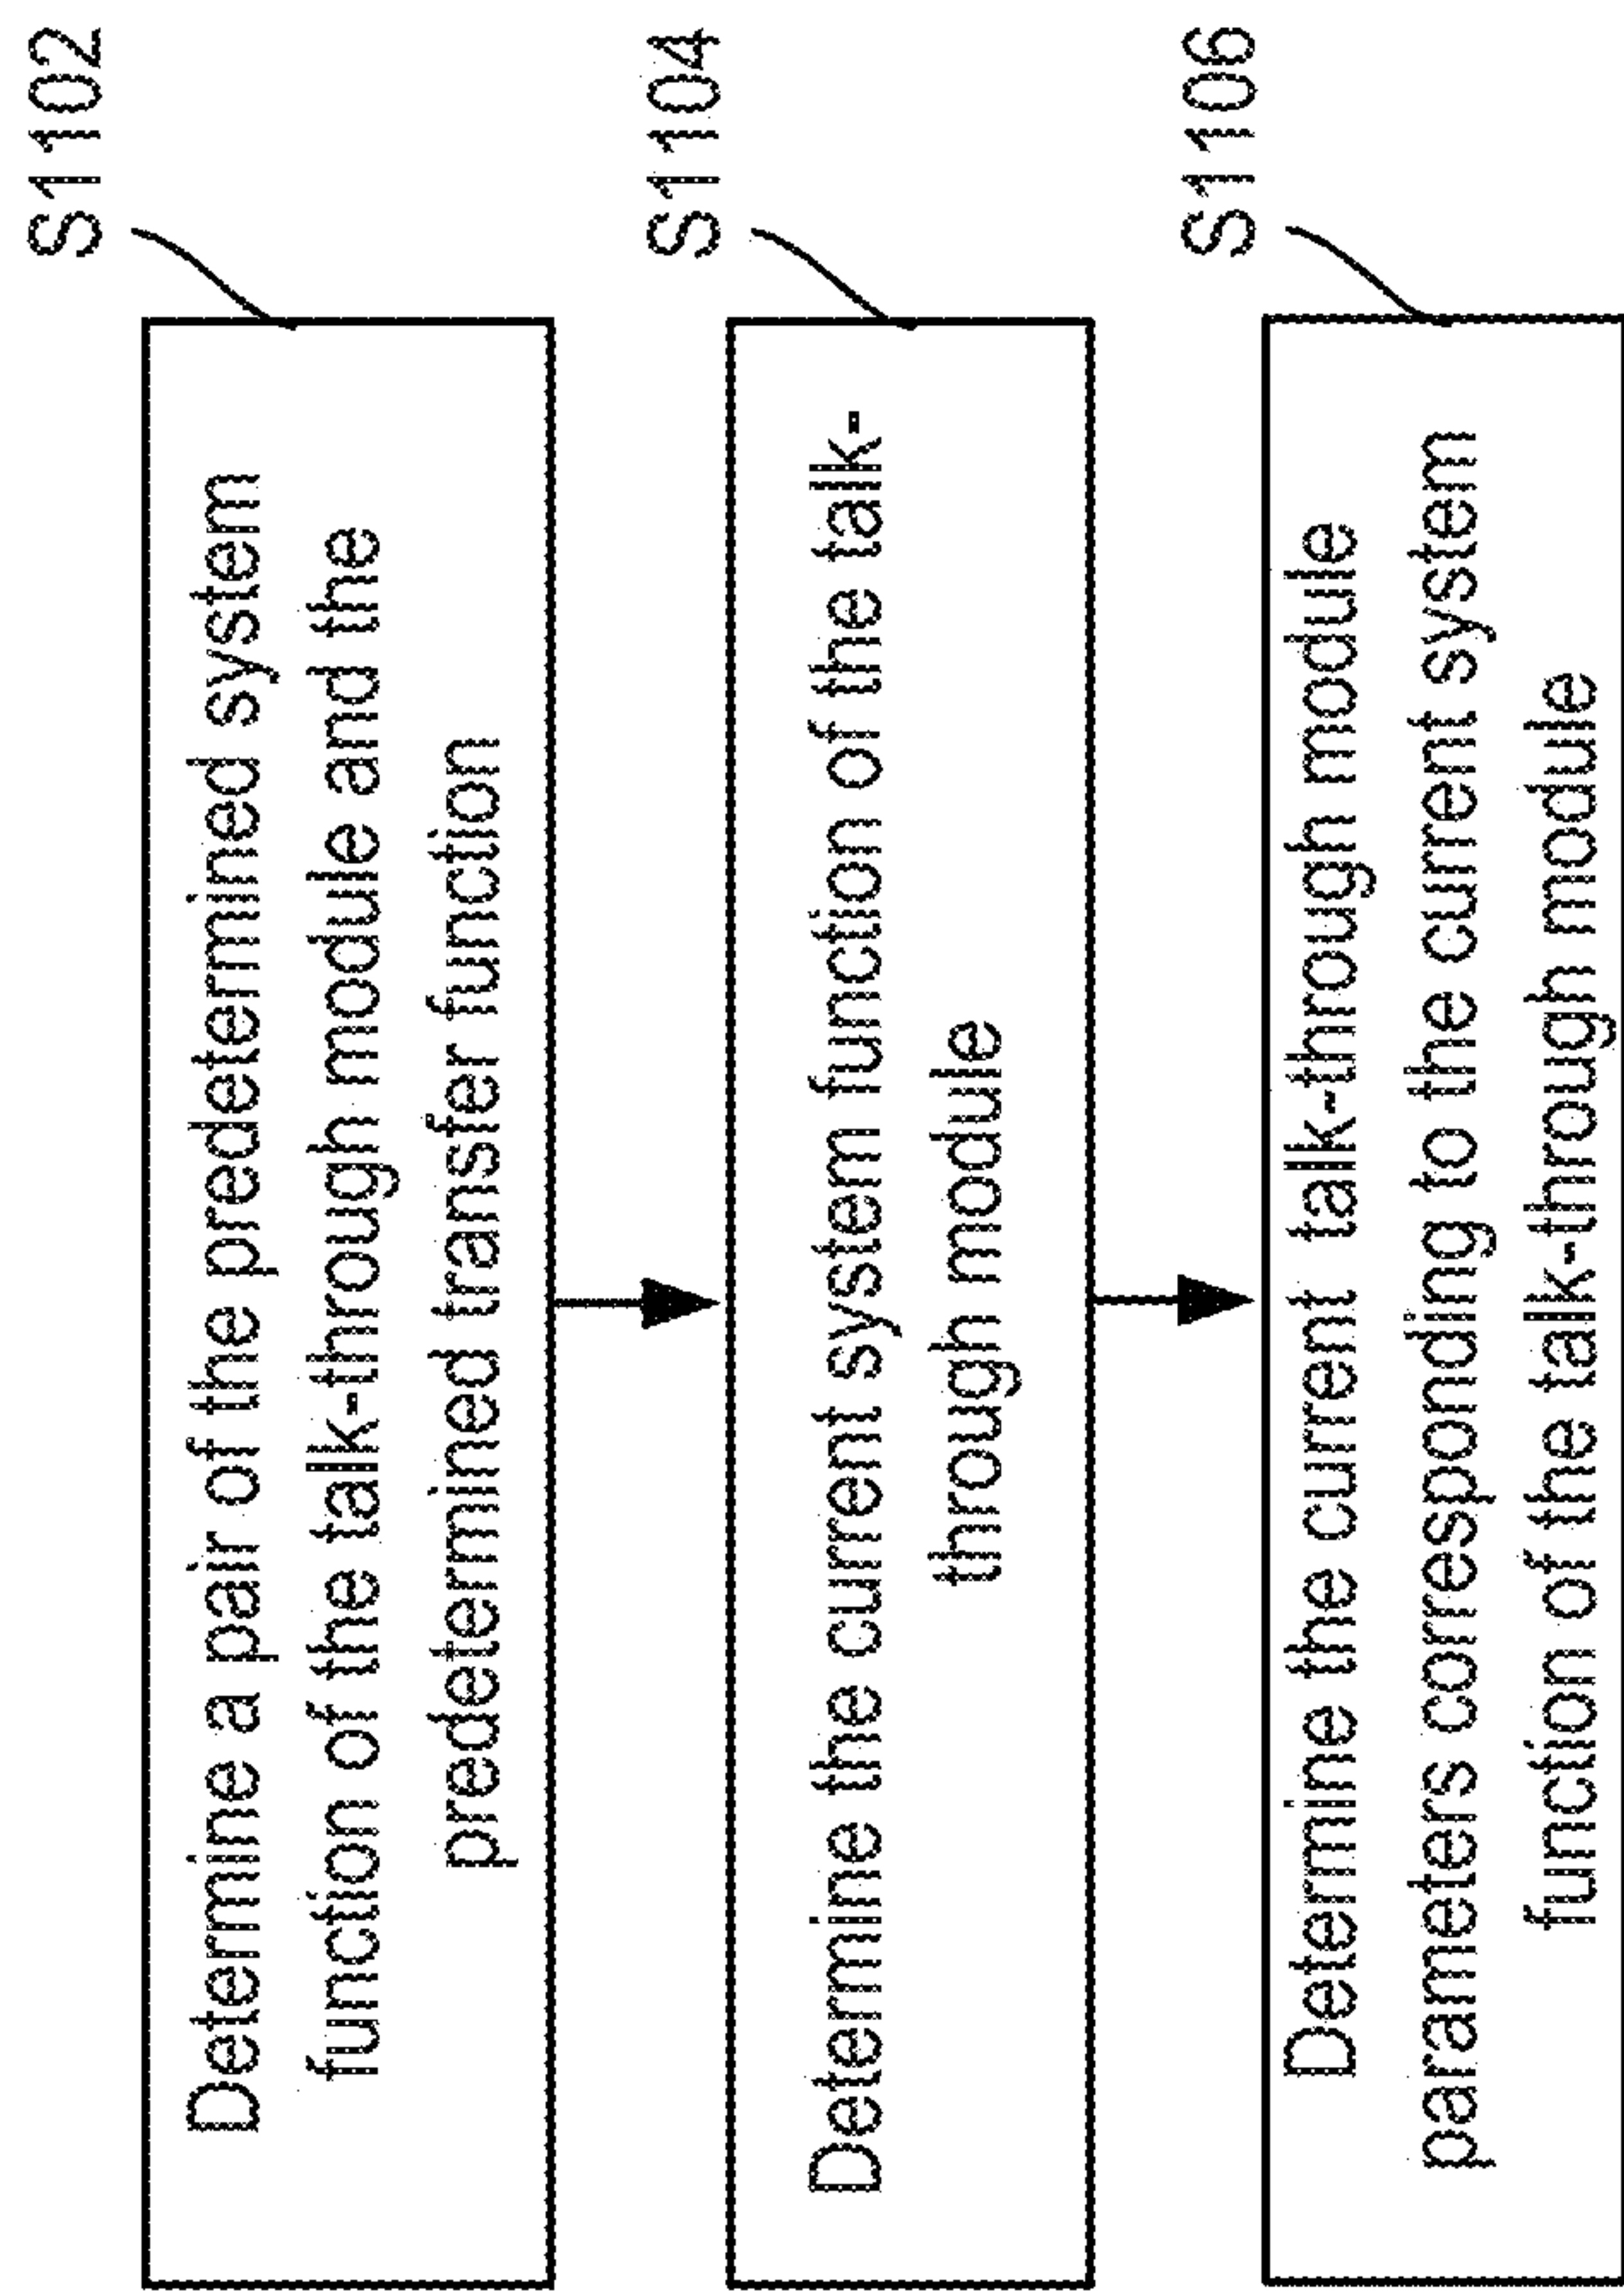 S1102
Determine a pair of the predetermined system
function of the talk-through module and the
predetermined transfer function
S1104
Determine the current system function of the talk-
through module
S1106
Determine the current talk-through module
parameters corresponding to the current system
function of the talk-through module